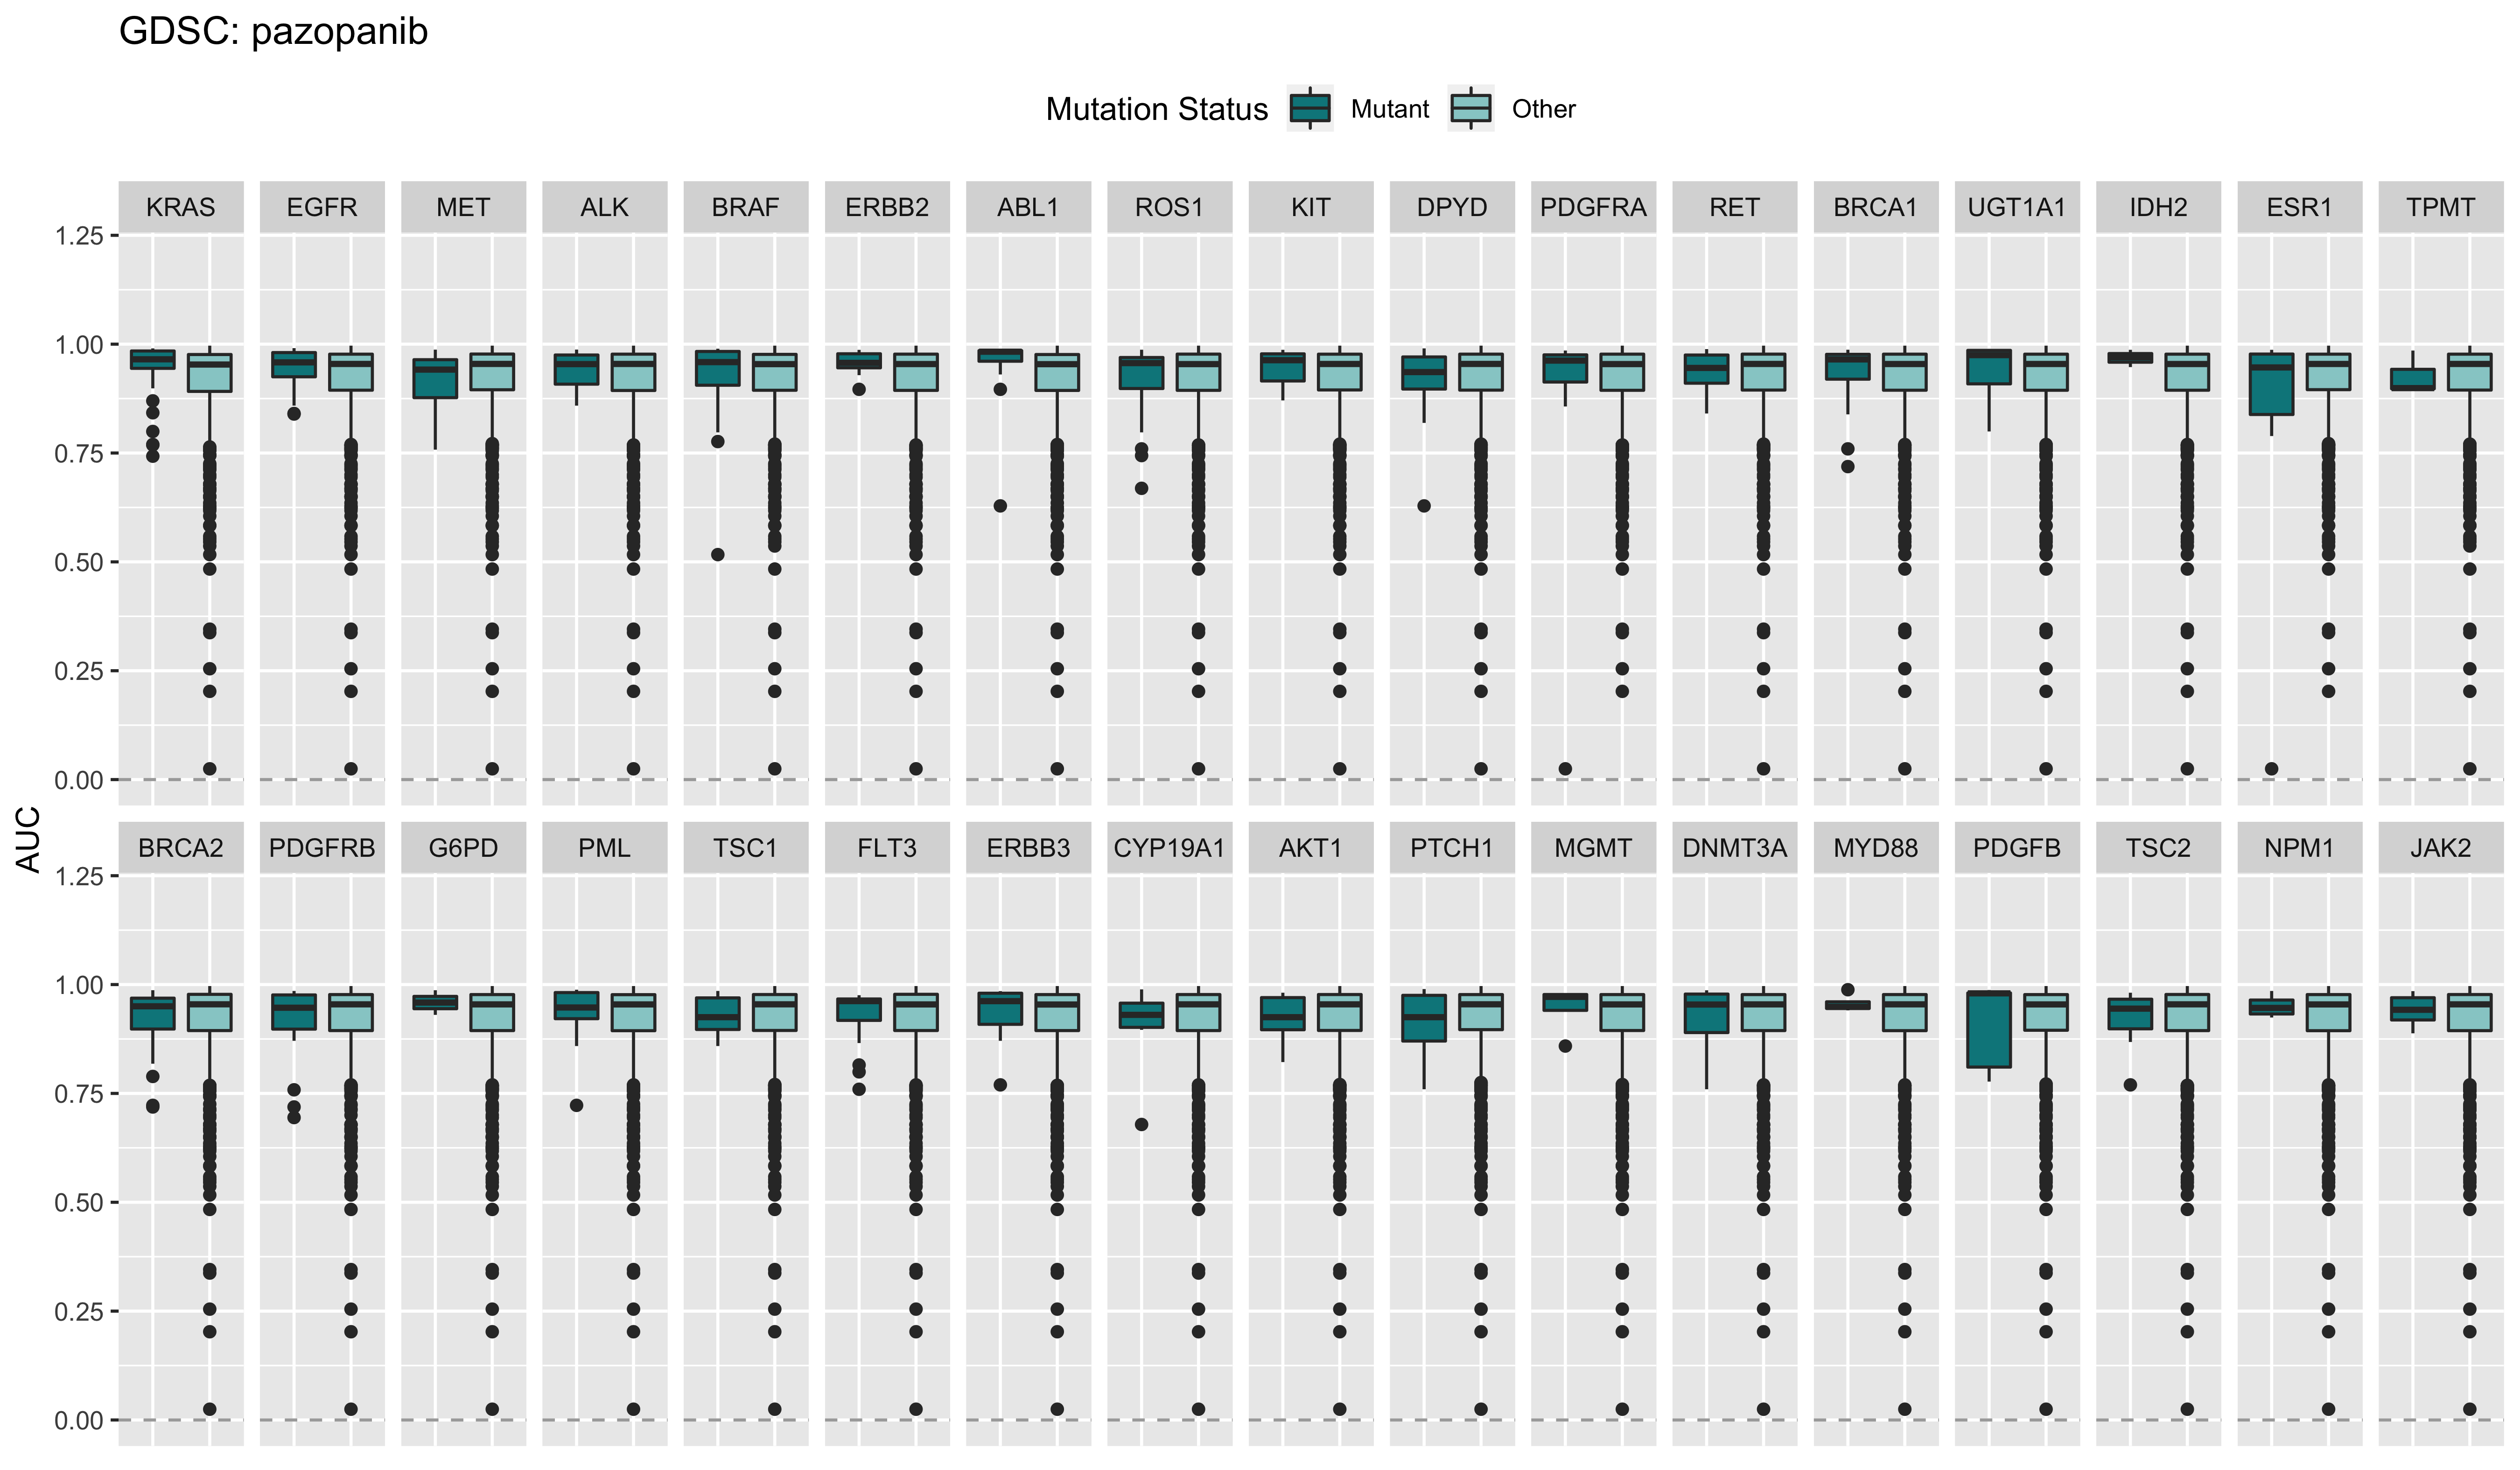 GDSC: pazopanib
Mutation Status Mutant Other
KRAS EGFR MET ALK BRAF ERBB2 ABL1 ROS1 KIT DPYD PDGFRA RET BRCA1 UGT1A1 IDH2 ESR1 TPMT
1.25
1.00
0.75
0.50
0.25
0.00
AUC
BRCA2 PDGFRB G6PD PML TSC1 FLT3 ERBB3 CYP19A1 AKT1 PTCH1 MGMT DNMT3A MYD88 PDGFB TSC2 NPM1 JAK2
1.25
1.00
0.75
0.50
0.25
0.00